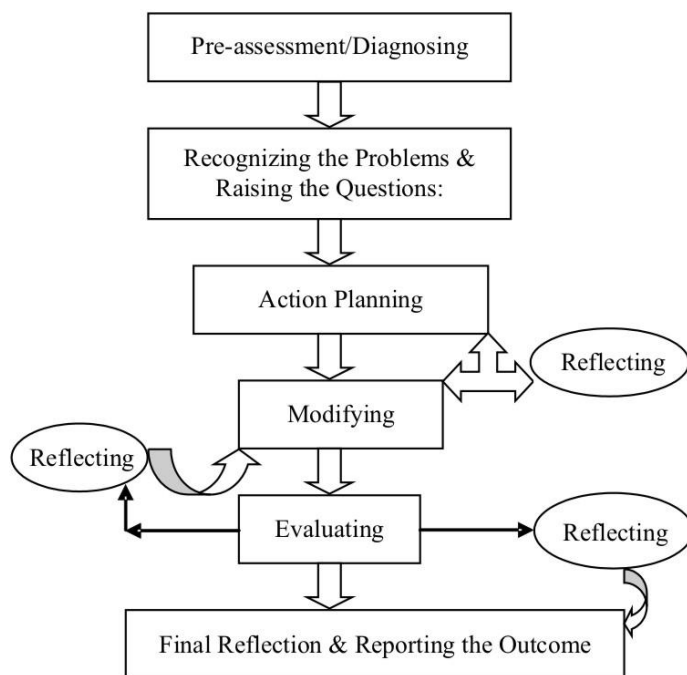 Pre-assessment/Diagnosing
Recognizing the Problems &
Raising the Questions:
Action Planning
Reflecting
Modifying
Reflecting
Evaluating
Reflecting
Final Reflection & Reporting the Outcome